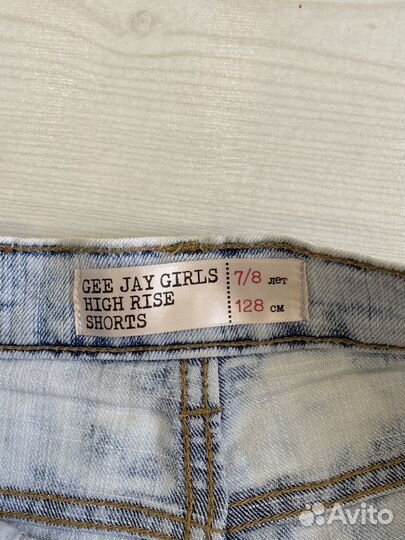 GEE JAY GIRLS
HIGH RISE
SHORTS
7/8 лет
128 см
Avito